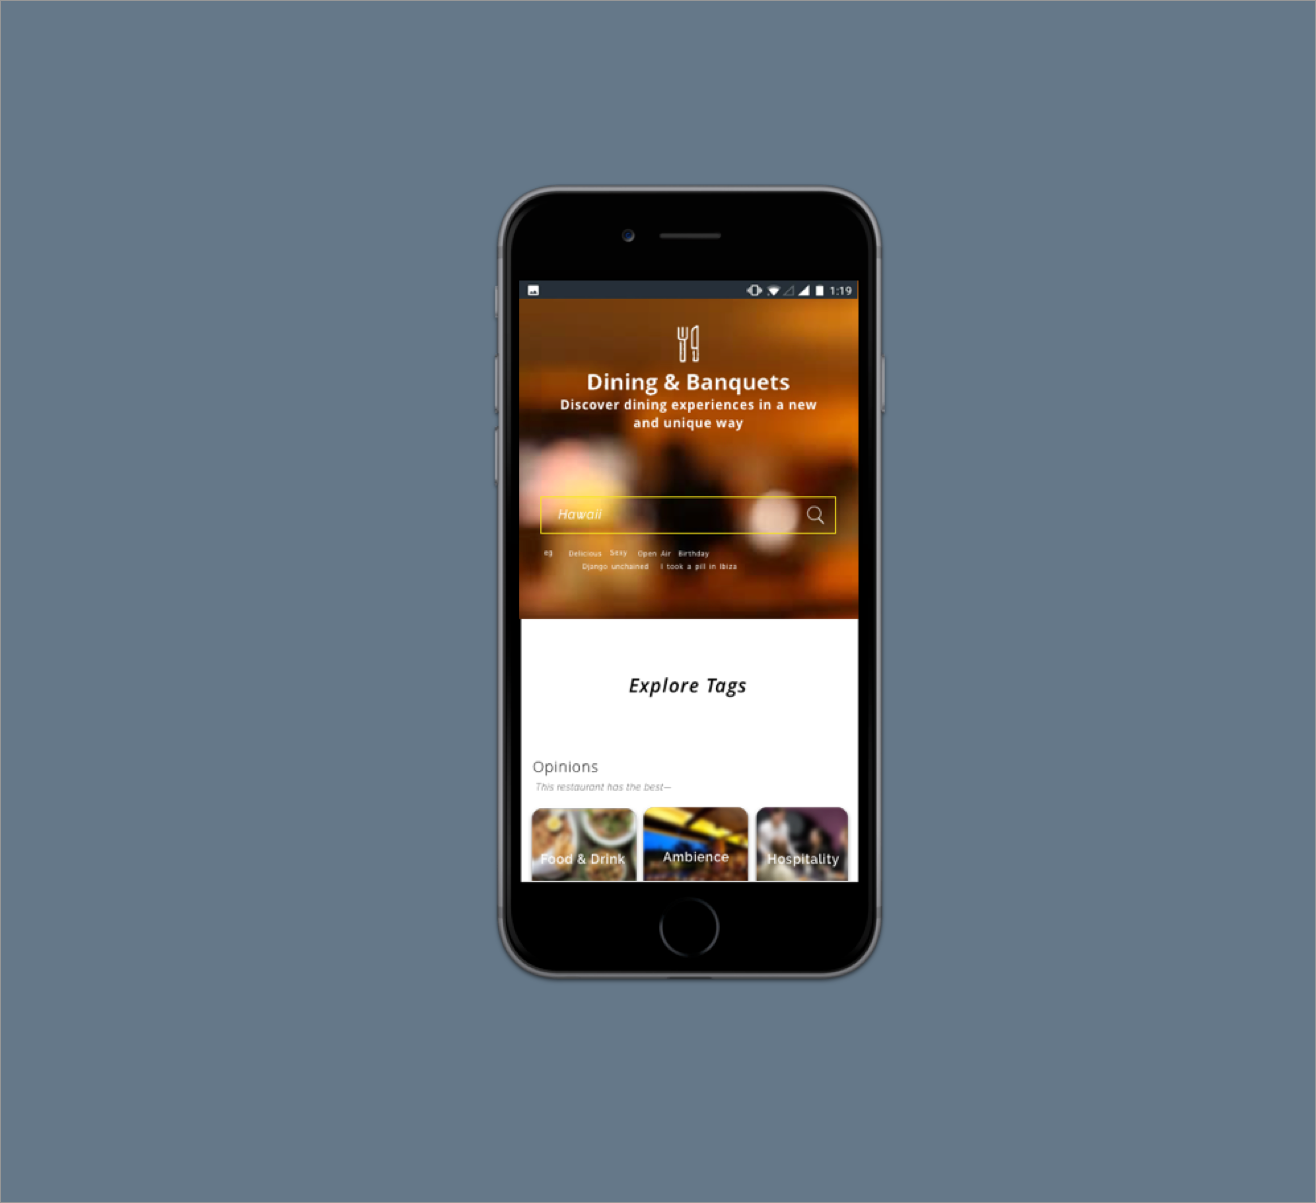 1:19
Dining & Banquets
Discover dining experiences in a new
and unique way
Hawaii
eg Delicious Sexy Open Air Birthday
Django unchained I took a pill in Ibiza
Explore Tags
Opinions
This restaurant has the best—
Food & Drink Ambience Hospitality